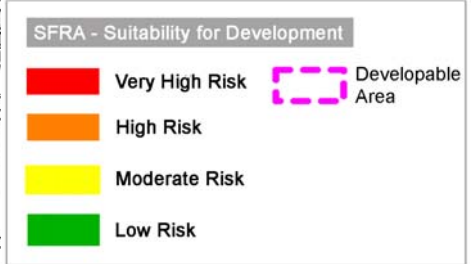 SFRA - Suitability for Development
Very High Risk
Developable
Area
High Risk
Moderate Risk
Low Risk